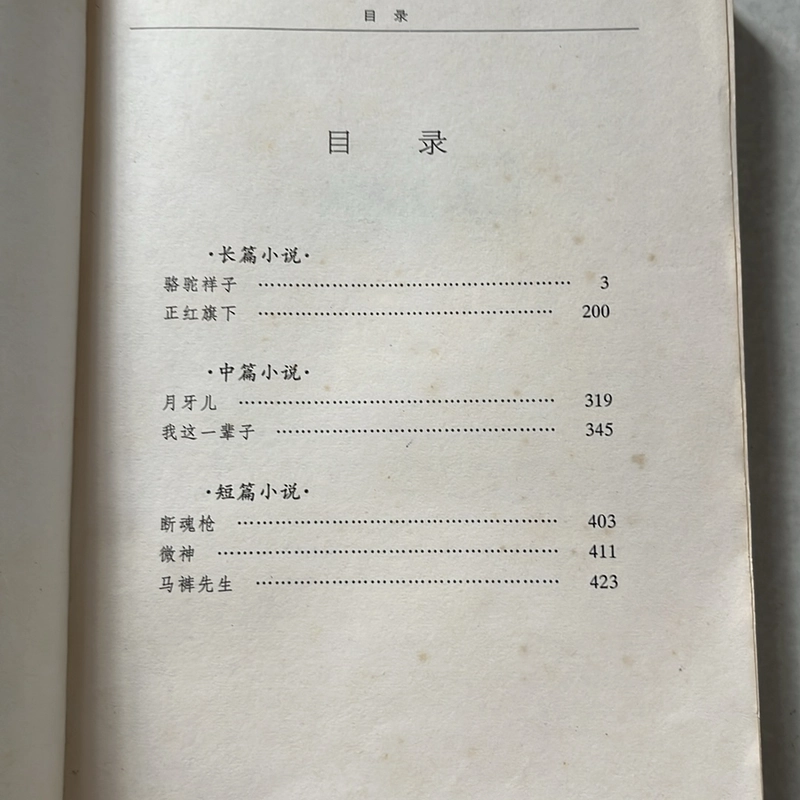 目 录
目 录
·长篇小说·
骆驼祥子 …………………………………………… 3
正红旗下 ………………………………………… 200
·中篇小说·
月牙儿 …………………………………………… 319
我这一辈子 ……………………………………… 345
·短篇小说·
断魂枪 …………………………………………… 403
微神 ……………………………………………… 411
马裤先生 ………………………………………… 423